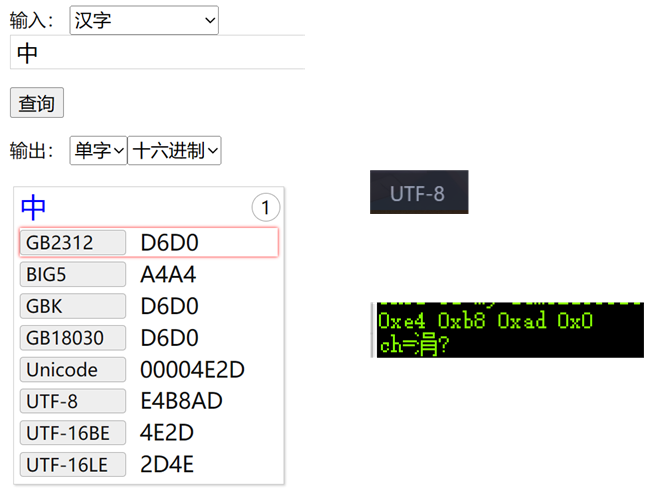 输入： 汉字
中
查询
输出： 单字 十六进制
中 1
GB2312 D6D0
BIG5 A4A4
GBK D6D0
GB18030 D6D0
Unicode 00004E2D
UTF-8 E4B8AD
UTF-16BE 4E2D
UTF-16LE 2D4E
UTF-8
0xe4 0xb8 0xad 0x0
ch=涓?